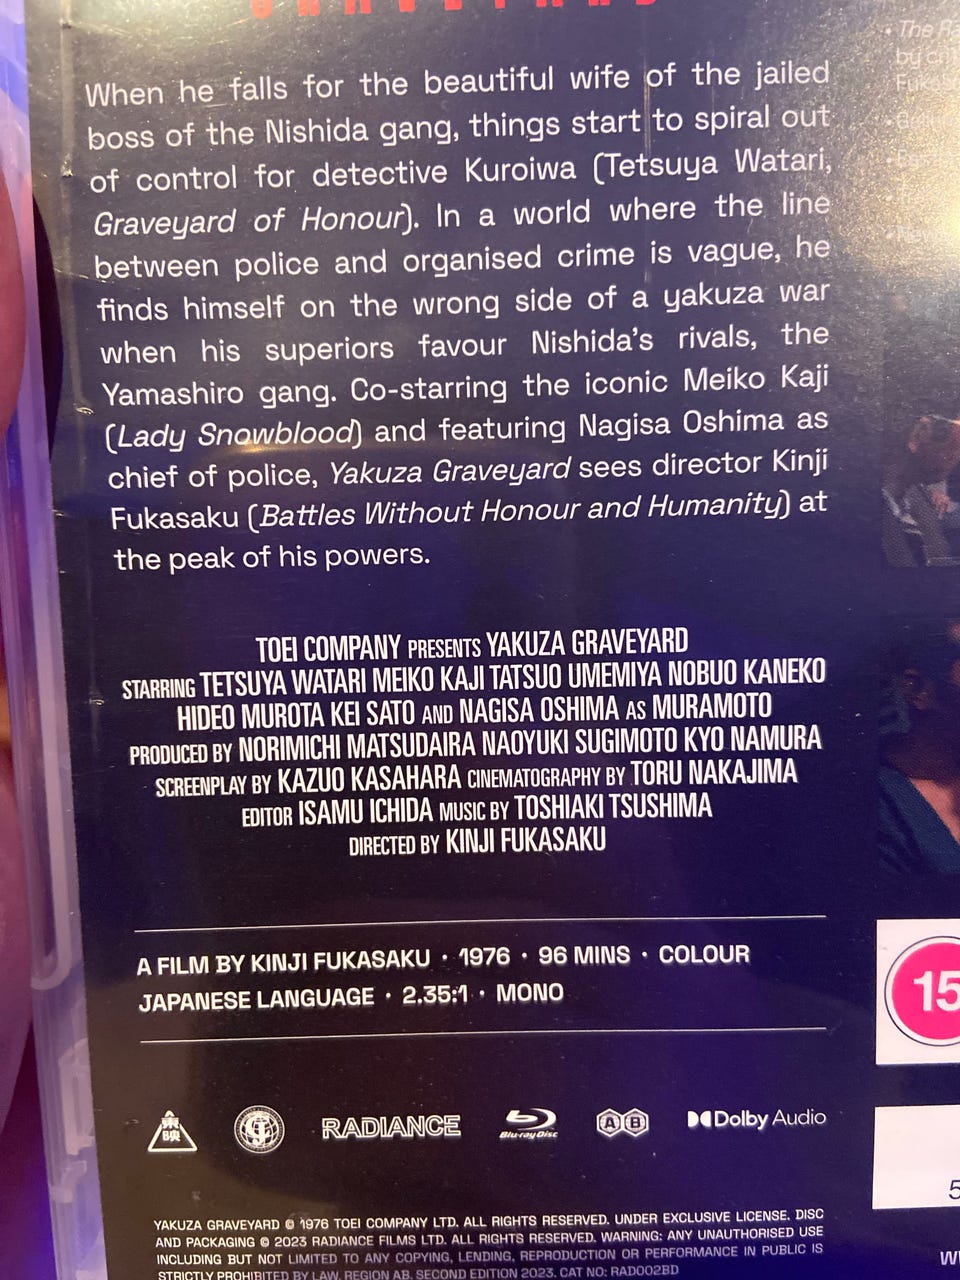 When he falls for the beautiful wife of the jailed
boss of the Nishida gang, things start to spiral out
of control for detective Kuroiwa (Tetsuya Watari,
Graveyard of Honour). In a world where the line
between police and organised crime is vague, he
finds himself on the wrong side of a yakuza war
when his superiors favour Nishida's rivals, the
Yamashiro gang. Co-starring the iconic Meiko Kaji
(Lady Snowblood) and featuring Nagisa Oshima as
chief of police, Yakuza Graveyard sees director Kinji
Fukasaku (Battles Without Honour and Humanity) at
the peak of his powers.
TOEI COMPANY PRESENTS YAKUZA GRAVEYARD
STARRING TETSUYA WATARI MEIKO KAJI TATSUO UMEMIYA NOBUO KANEKO
HIDEO MUROTA KEI SATO AND NAGISA OSHIMA AS MURAMOTO
PRODUCED BY NORIMICHI MATSUDAIRA NAOYUKI SUGIMOTO KYO NAMURA
SCREENPLAY BY KAZUO KASAHARA CINEMATOGRAPHY BY TORU NAKAJIMA
EDITOR ISAMU ICHIDA MUSIC BY TOSHIAKI TSUSHIMA
DIRECTED BY KINJI FUKASAKU
A FILM BY KINJI FUKASAKU · 1976 · 96 MINS · COLOUR
JAPANESE LANGUAGE · 2.35:1 · MONO
15
東映
RADIANCE
Blu-ray Disc
A B
Dolby Audio
5
YAKUZA GRAVEYARD © 1976 TOEI COMPANY LTD. ALL RIGHTS RESERVED. UNDER EXCLUSIVE LICENSE. DISC
AND PACKAGING © 2023 RADIANCE FILMS LTD. ALL RIGHTS RESERVED. WARNING: ANY UNAUTHORISED USE
INCLUDING BUT NOT LIMITED TO ANY COPYING, LENDING, REPRODUCTION OR PERFORMANCE IN PUBLIC IS
STRICTLY PROHIBITED BY LAW. REGION AB. SECOND EDITION 2023. CAT NO: RAD002BD